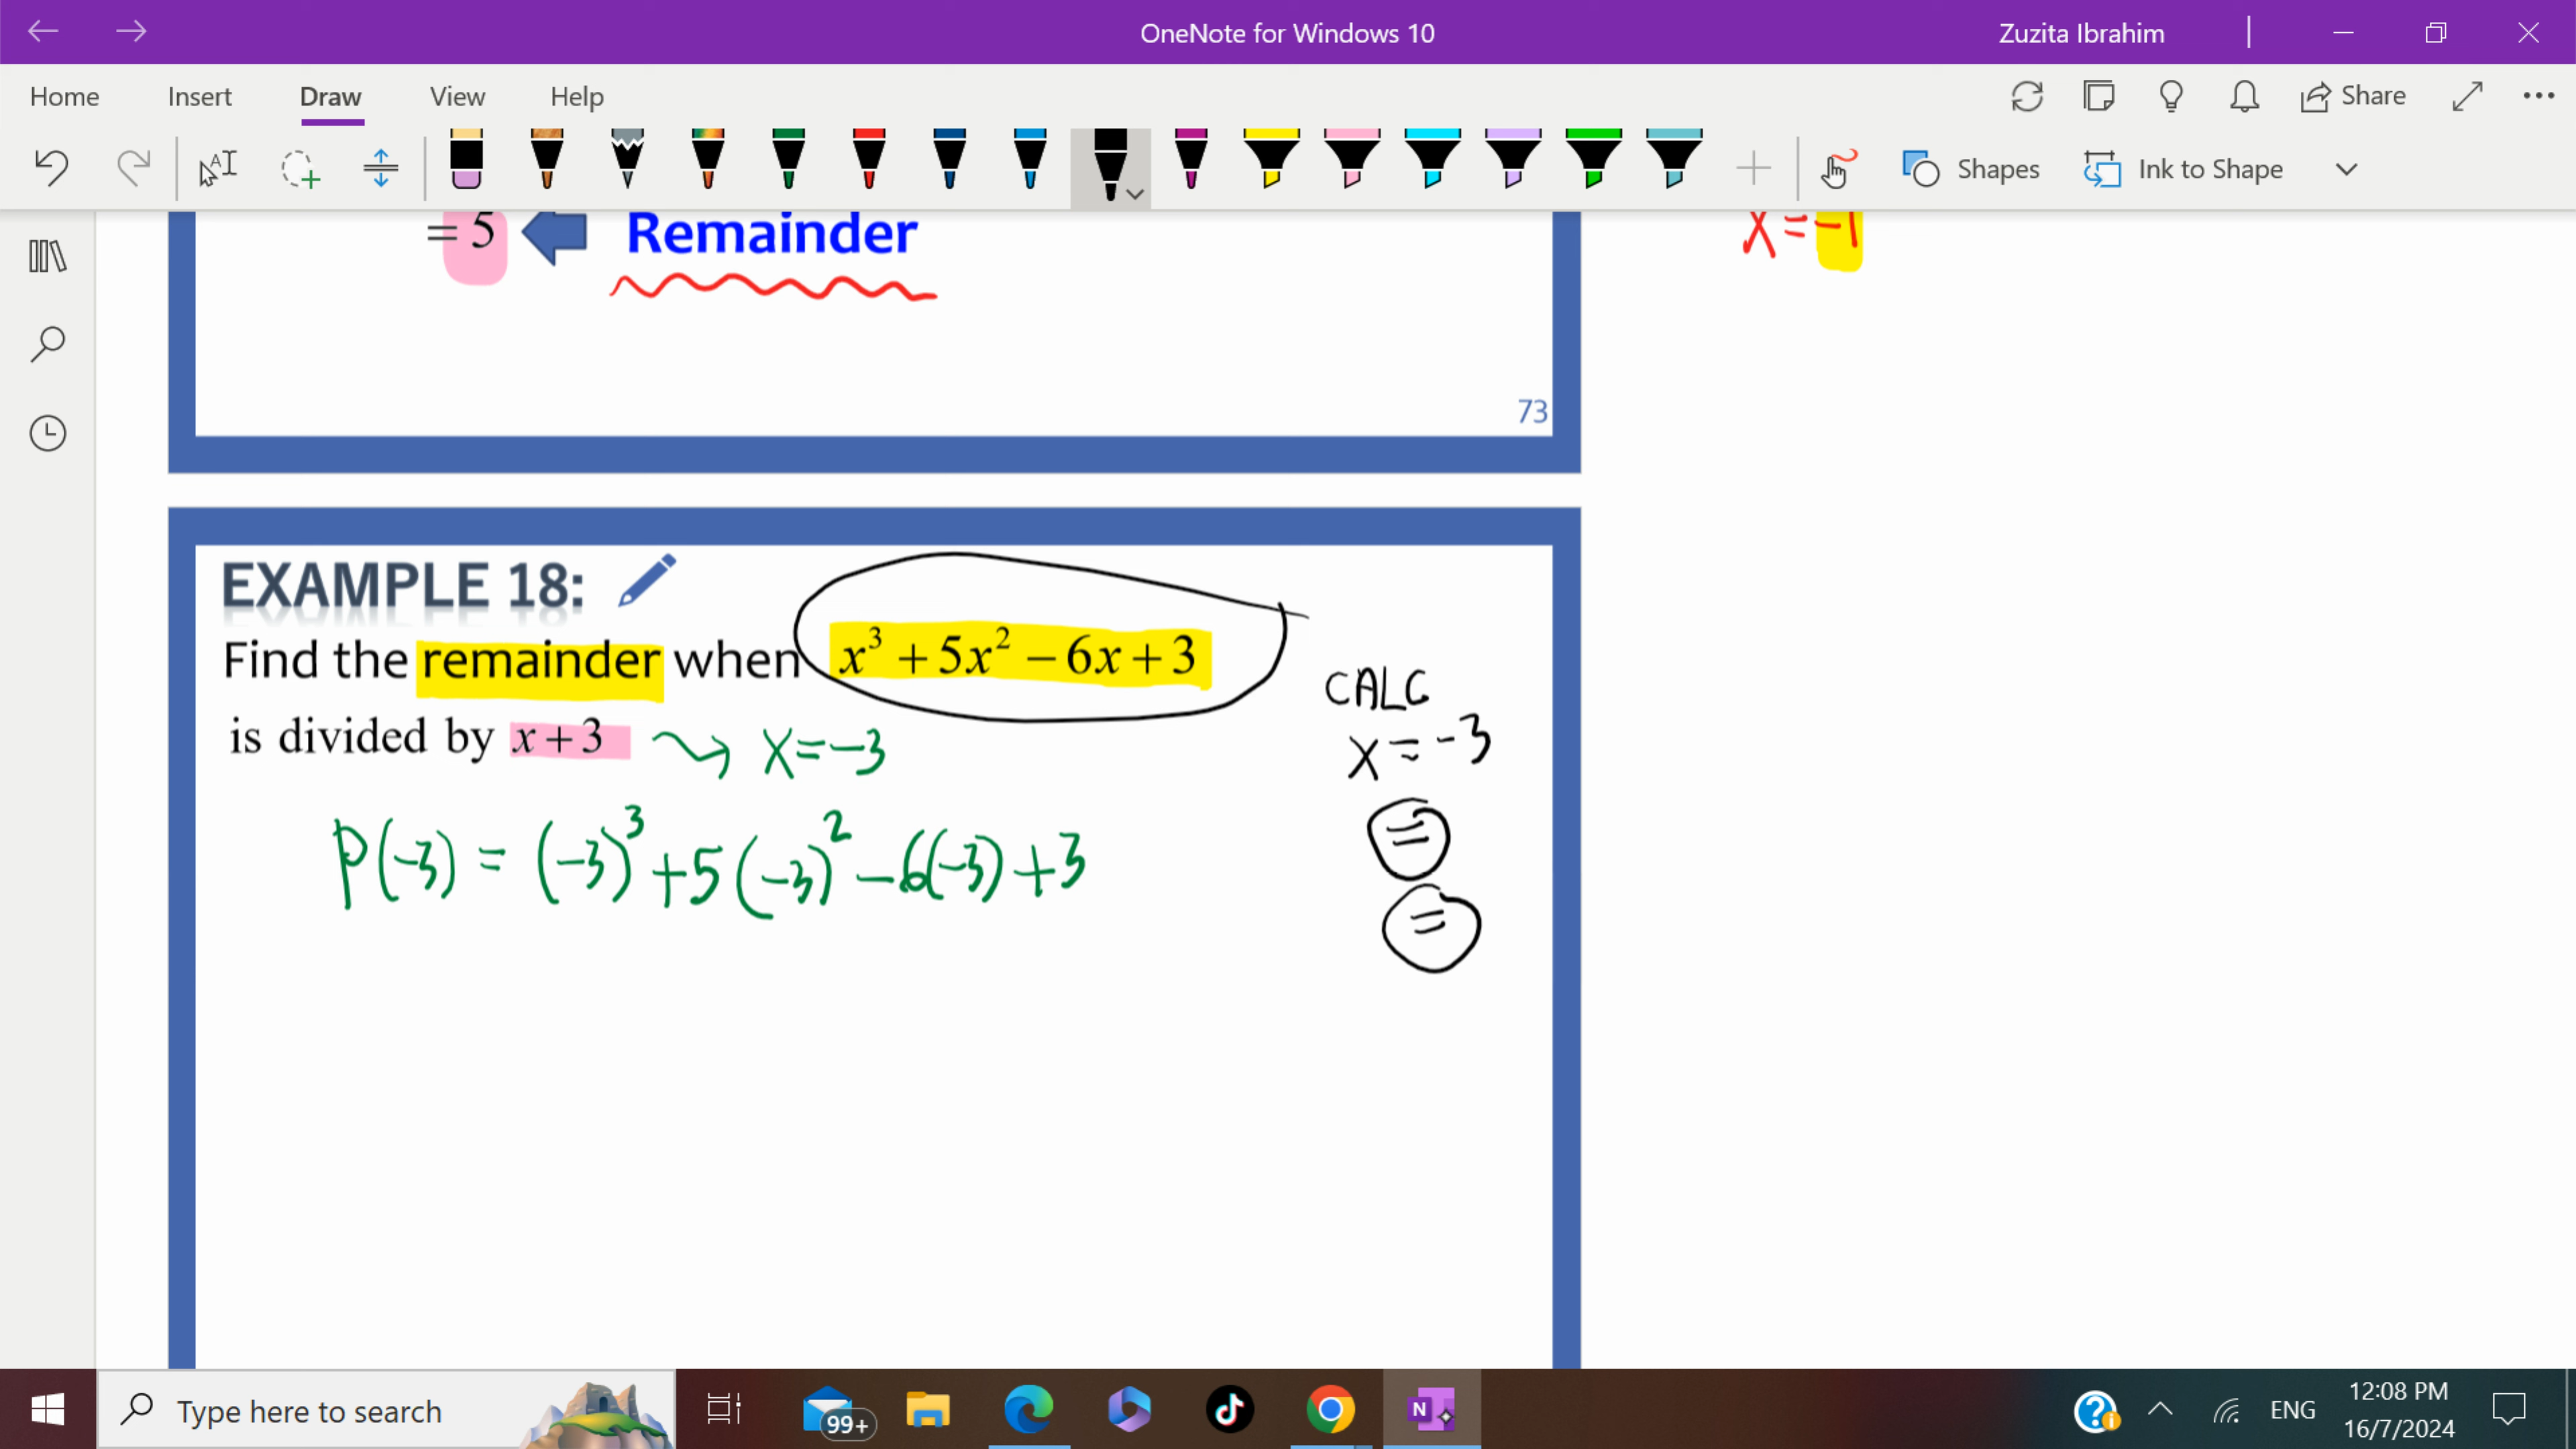 OneNote for Windows 10
Zuzita Ibrahim
Home Insert Draw View Help
Share
Shapes
Ink to Shape
= 5 Remainder
x = -1
73
EXAMPLE 18:
Find the remainder when x³ + 5x² − 6x + 3
is divided by x + 3 x = -3
P(-3) = (-3)³ + 5(-3)² - 6(-3) + 3
CALC
x = -3
=
=
Type here to search
99+
N
ENG
12:08 PM
16/7/2024